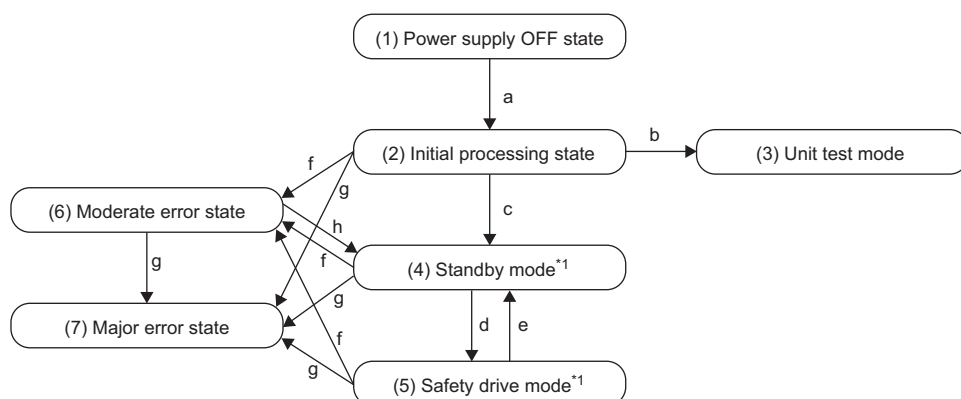 (1) Power supply OFF state
a
(2) Initial processing state
b
(3) Unit test mode
f
g
c
(6) Moderate error state
h
f
(4) Standby mode*1
g
g
d
e
(7) Major error state
f
g
(5) Safety drive mode*1